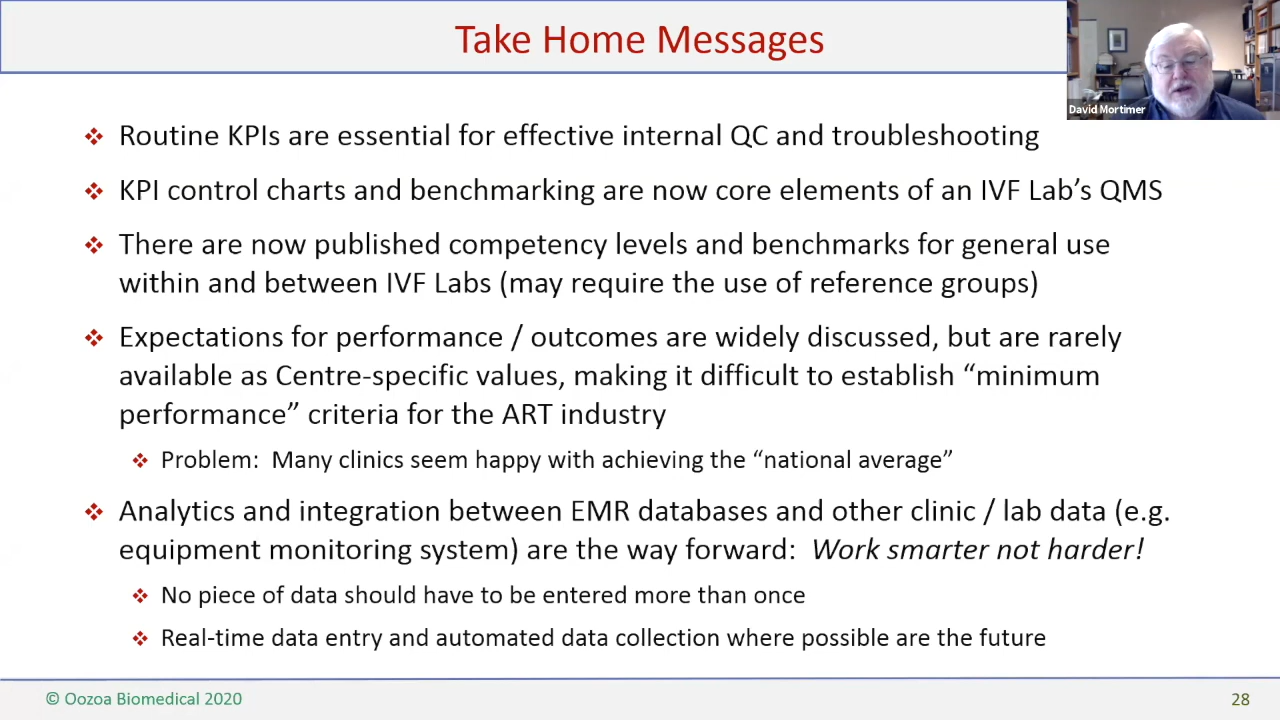 Take Home Messages
David Mortimer
Routine KPIs are essential for effective internal QC and troubleshooting
KPI control charts and benchmarking are now core elements of an IVF Lab’s QMS
There are now published competency levels and benchmarks for general use
within and between IVF Labs (may require the use of reference groups)
Expectations for performance / outcomes are widely discussed, but are rarely
available as Centre-specific values, making it difficult to establish “minimum
performance” criteria for the ART industry
Problem: Many clinics seem happy with achieving the “national average”
Analytics and integration between EMR databases and other clinic / lab data (e.g.
equipment monitoring system) are the way forward: Work smarter not harder!
No piece of data should have to be entered more than once
Real-time data entry and automated data collection where possible are the future
© Oozoa Biomedical 2020
28